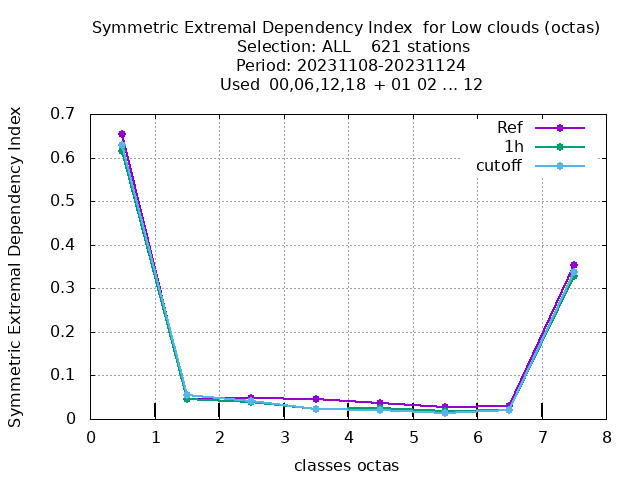 Symmetric Extremal Dependency Index  for Low clouds (octas)
Selection: ALL    621 stations
Period: 20231108-20231124
Used  00,06,12,18  + 01 02 ... 12
Symmetric Extremal Dependency Index
0.7
0.6
0.5
0.4
0.3
0.2
0.1
0
Ref
1h
cutoff
0 1 2 3 4 5 6 7 8
classes octas